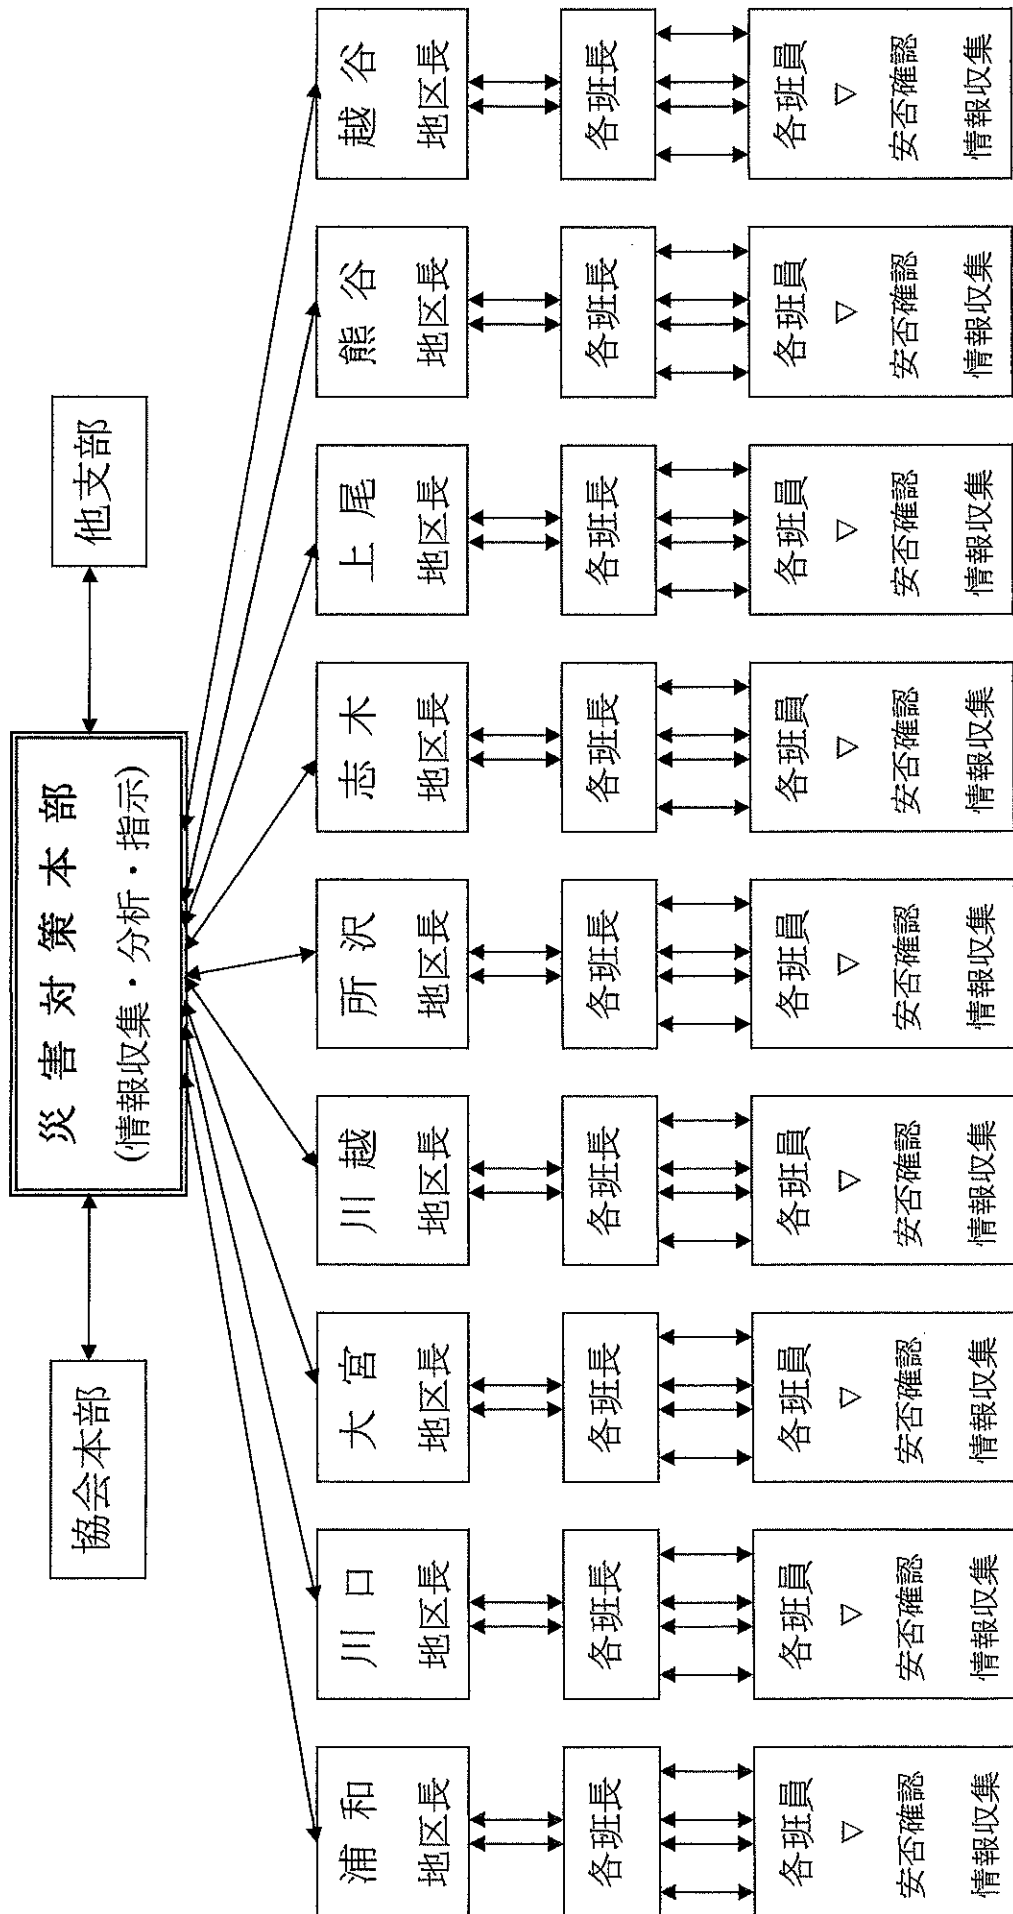 災害対策本部
(情報収集・分析・指示)
協会本部
他支部
浦和
地区長
各班長
各班員
▽
安否確認
情報収集
川口
地区長
各班長
各班員
▽
安否確認
情報収集
大宮
地区長
各班長
各班員
▽
安否確認
情報収集
川越
地区長
各班長
各班員
▽
安否確認
情報収集
所沢
地区長
各班長
各班員
▽
安否確認
情報収集
志木
地区長
各班長
各班員
▽
安否確認
情報収集
上尾
地区長
各班長
各班員
▽
安否確認
情報収集
熊谷
地区長
各班長
各班員
▽
安否確認
情報収集
越谷
地区長
各班長
各班員
▽
安否確認
情報収集